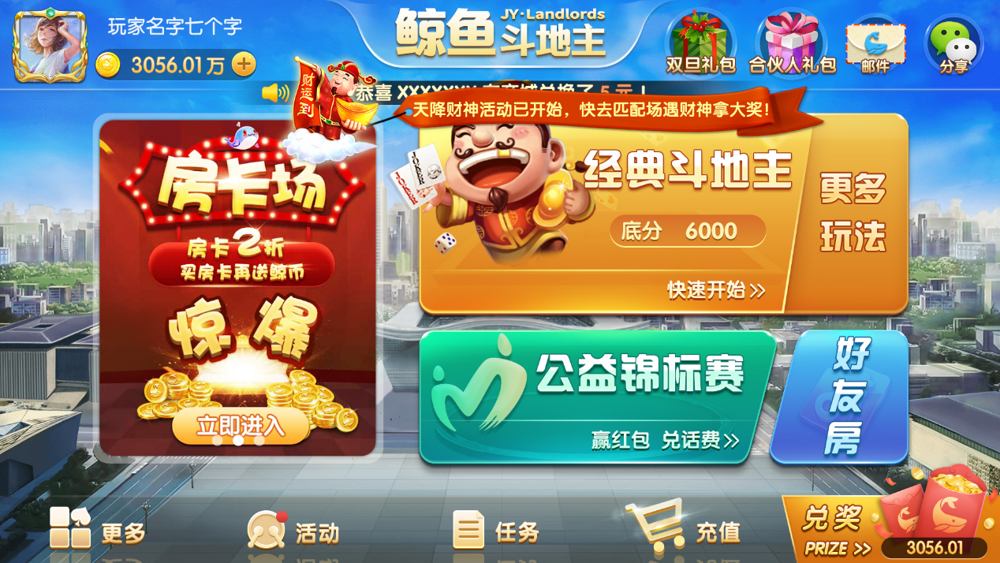 玩家名字七个字
3056.01万
鲸鱼
JY·Landlords
斗地主
双旦礼包
合伙人礼包
邮件
分享
财运到
恭喜 XXXXXXX
5 元 !
天降财神活动已开始，快去匹配场遇财神拿大奖!
房卡场
房卡2折
买房卡再送鲸币
惊爆
立即进入
JOKER
JOKER
经典斗地主
底分 6000
快速开始>>
更多
玩法
公益锦标赛
赢红包 兑话费>>
好
友
房
更多
活动
任务
充值
兑奖
PRIZE >>
3056.01